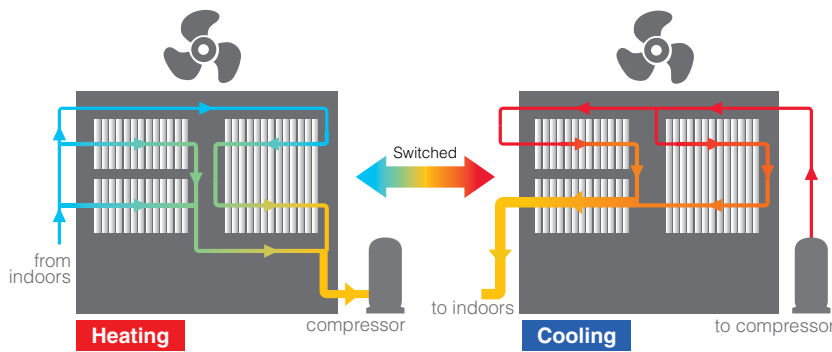 Switched
from
indoors
compressor
to indoors
to compressor
Heating
Cooling